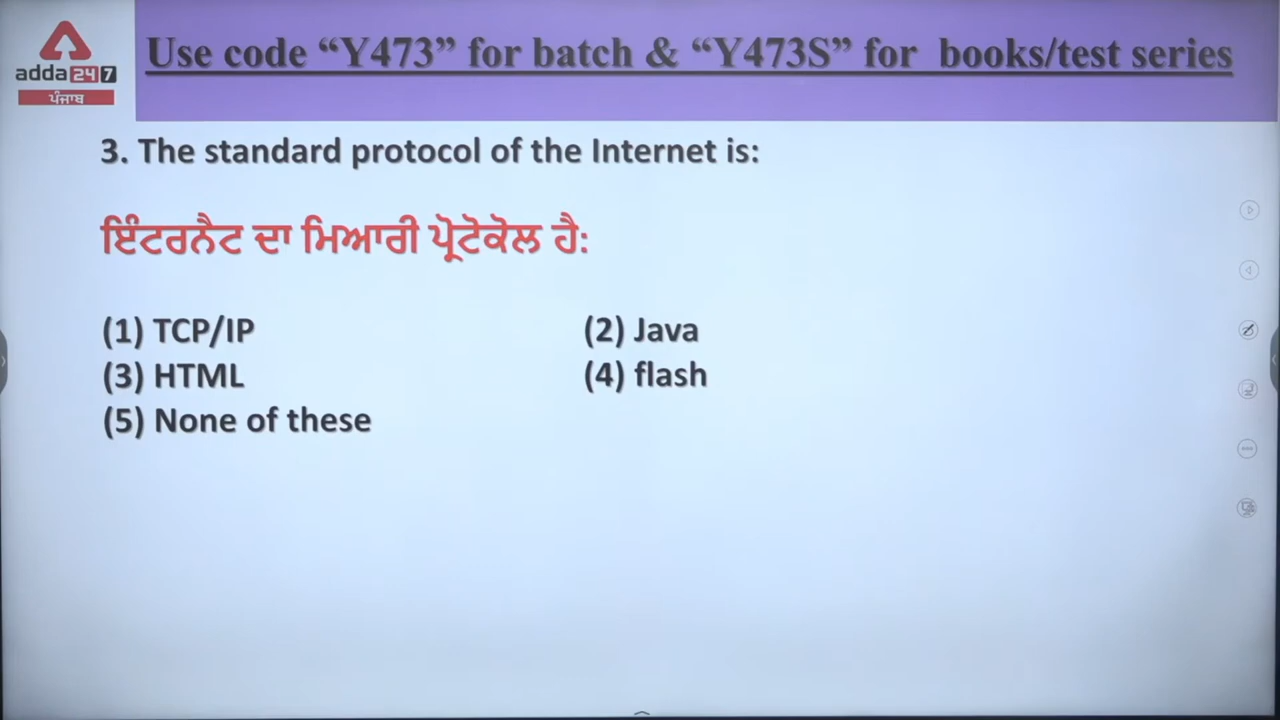 adda247
ਪੰਜਾਬ
Use code “Y473” for batch & “Y473S” for books/test series
3. The standard protocol of the Internet is:
ਇੰਟਰਨੈਟ ਦਾ ਮਿਆਰੀ ਪ੍ਰੋਟੋਕੋਲ ਹੈ:
(1) TCP/IP
(2) Java
(3) HTML
(4) flash
(5) None of these